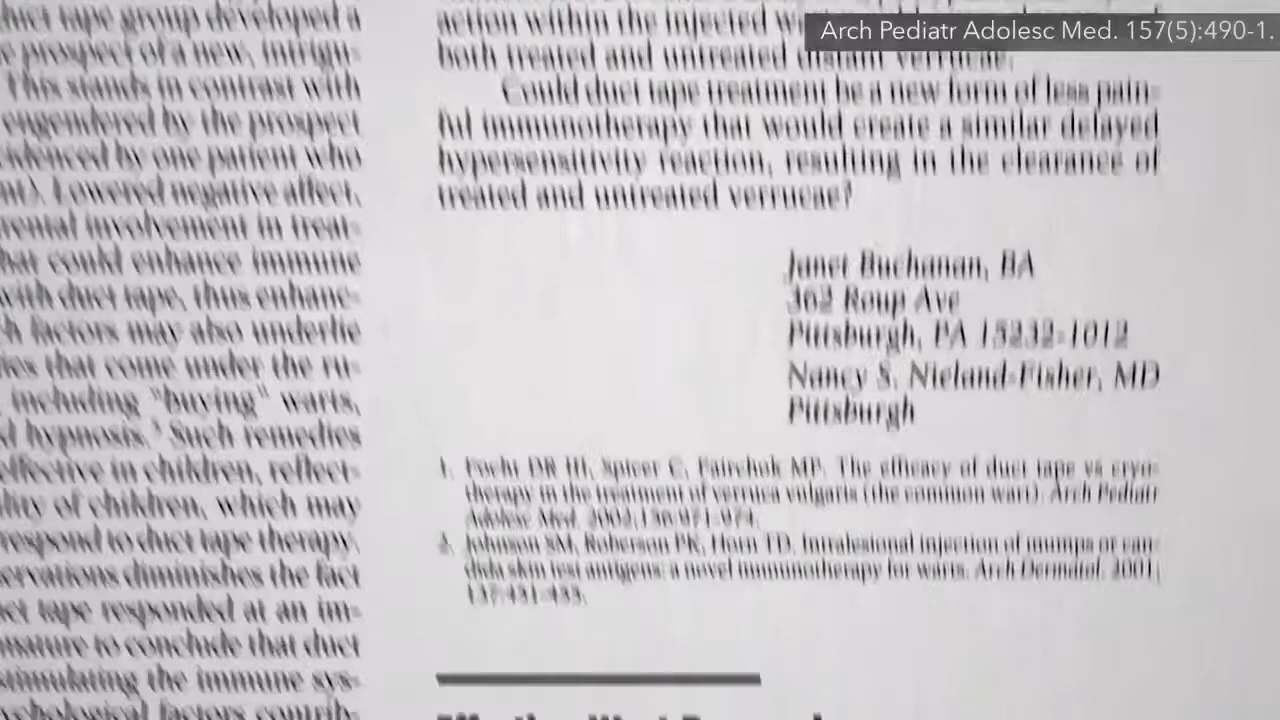 Arch Pediatr Adolesc Med. 157(5):490-1.
duct tape group developed a
prospect of a new, intrigu-
This stands in contrast with
engendered by the prospect
evidenced by one patient who
Lowered negative affect,
parental involvement in treat-
that could enhance immune
with duct tape, thus enhanc-
factors may also underlie
that come under the ru-
including "buying" warts,
hypnosis. Such remedies
effective in children, reflect-
of children, which may
respond to duct tape therapy.
observations diminishes the fact
tape responded at an im-
to conclude that duct
stimulating the immune sys-
psychological factors contrib-
action within the injected
both treated and untreated distant verrucae.
Could duct tape treatment be a new form of less pain-
ful immunotherapy that would create a similar delayed
hypersensitivity reaction, resulting in the clearance of
treated and untreated verrucae?
Janet Buchanan, BA
362 Roup Ave
Pittsburgh, PA 15232-1012
Nancy S. Nieland-Fisher, MD
Pittsburgh
1. Focht DR III, Spicer C, Fairchok MP. The efficacy of duct tape vs cryo-
therapy in the treatment of verruca vulgaris (the common wart). Arch Pediatr
Adolesc Med. 2002;156:971-974.
2. Johnson SM, Roberson PK, Horn TD. Intralesional injection of mumps or can-
dida skin test antigens: a novel immunotherapy for warts. Arch Dermatol. 2001;
137:451-455.